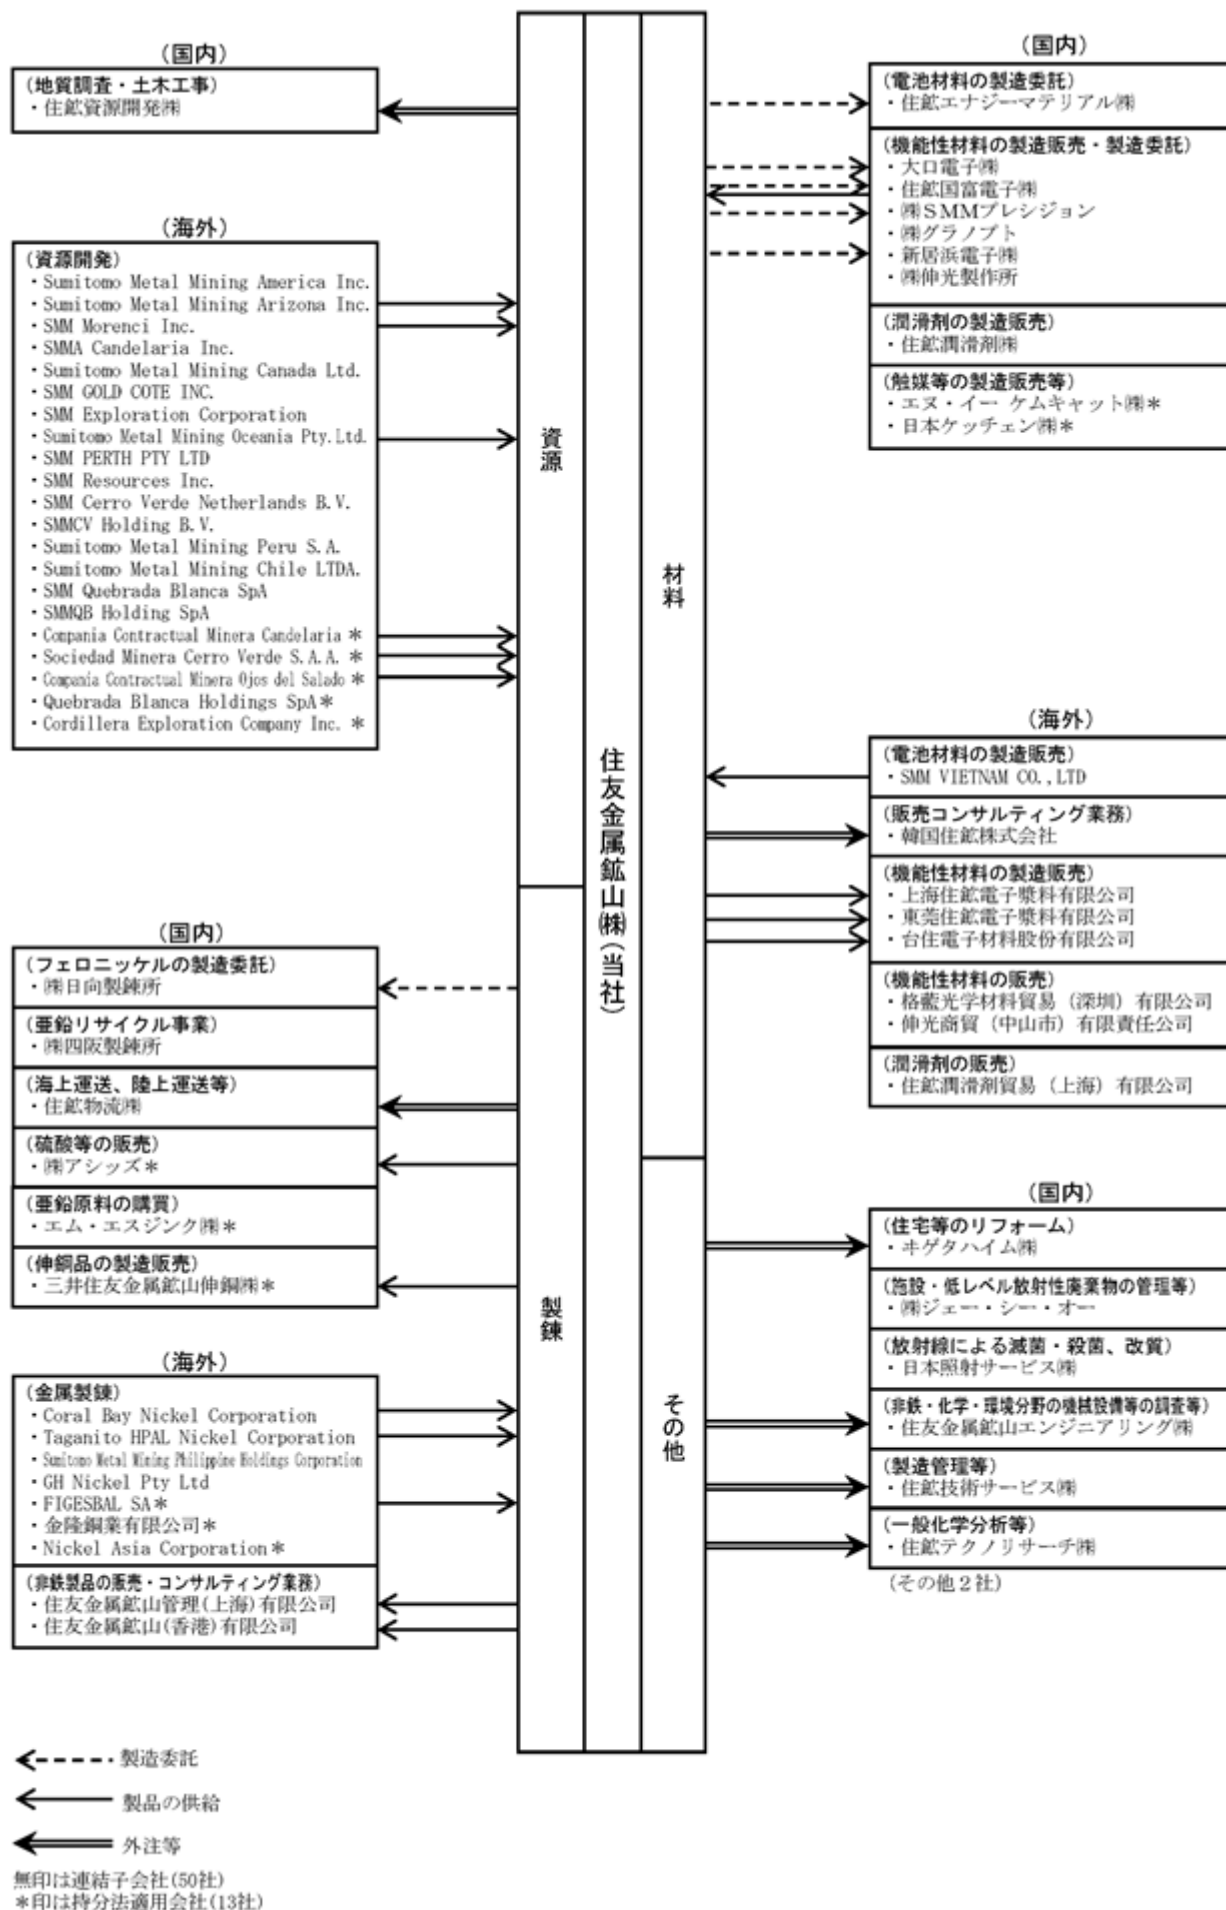 (国内)
(地質調査・土木工事)
・住鉱資源開発㈱
(海外)
(資源開発)
・Sumitomo Metal Mining America Inc.
・Sumitomo Metal Mining Arizona Inc.
・SMM Morenci Inc.
・SMMA Candelaria Inc.
・Sumitomo Metal Mining Canada Ltd.
・SMM GOLD COTE INC.
・SMM Exploration Corporation
・Sumitomo Metal Mining Oceania Pty.Ltd.
・SMM PERTH PTY LTD
・SMM Resources Inc.
・SMM Cerro Verde Netherlands B.V.
・SMMCV Holding B.V.
・Sumitomo Metal Mining Peru S.A.
・Sumitomo Metal Mining Chile LTDA.
・SMM Quebrada Blanca SpA
・SMMQB Holding SpA
・Compania Contractual Minera Candelaria *
・Sociedad Minera Cerro Verde S.A.A. *
・Compania Contractual Minera Ojos del Salado *
・Quebrada Blanca Holdings SpA*
・Cordillera Exploration Company Inc. *
(国内)
(フェロニッケルの製造委託)
・㈱日向製錬所
(亜鉛リサイクル事業)
・㈱四阪製錬所
(海上運送、陸上運送等)
・住鉱物流㈱
(硫酸等の販売)
・㈱アシッズ*
(亜鉛原料の購買)
・エム・エスジンク㈱*
(伸銅品の製造販売)
・三井住友金属鉱山伸銅㈱*
(海外)
(金属製錬)
・Coral Bay Nickel Corporation
・Taganito HPAL Nickel Corporation
・Sumitomo Metal Mining Philippine Holdings Corporation
・GH Nickel Pty Ltd
・FIGESBAL SA*
・金隆銅業有限公司*
・Nickel Asia Corporation*
(非鉄製品の販売・コンサルティング業務)
・住友金属鉱山管理(上海)有限公司
・住友金属鉱山(香港)有限公司
資源
製錬
住友金属鉱山㈱(当社)
材料
その他
(国内)
(電池材料の製造委託)
・住鉱エナジーマテリアル㈱
(機能性材料の製造販売・製造委託)
・大口電子㈱
・住鉱国富電子㈱
・㈱SMMプレシジョン
・㈱グラノプト
・新居浜電子㈱
・㈱伸光製作所
(潤滑剤の製造販売)
・住鉱潤滑剤㈱
(触媒等の製造販売等)
・エヌ・イー ケムキャット㈱*
・日本ケッチェン㈱*
(海外)
(電池材料の製造販売)
・SMM VIETNAM CO.,LTD
(販売コンサルティング業務)
・韓国住鉱株式会社
(機能性材料の製造販売)
・上海住鉱電子漿料有限公司
・東莞住鉱電子漿料有限公司
・台住電子材料股份有限公司
(機能性材料の販売)
・格藍光学材料貿易(深圳)有限公司
・伸光商貿(中山市)有限責任公司
(潤滑剤の販売)
・住鉱潤滑剤貿易(上海)有限公司
(国内)
(住宅等のリフォーム)
・ヰゲタハイム㈱
(施設・低レベル放射性廃棄物の管理等)
・㈱ジェー・シー・オー
(放射線による滅菌・殺菌、改質)
・日本照射サービス㈱
(非鉄・化学・環境分野の機械設備等の調査等)
・住友金属鉱山エンジニアリング㈱
(製造管理等)
・住鉱技術サービス㈱
(一般化学分析等)
・住鉱テクノリサーチ㈱
(その他2社)
製造委託
製品の供給
外注等
無印は連結子会社(50社)
*印は持分法適用会社(13社)